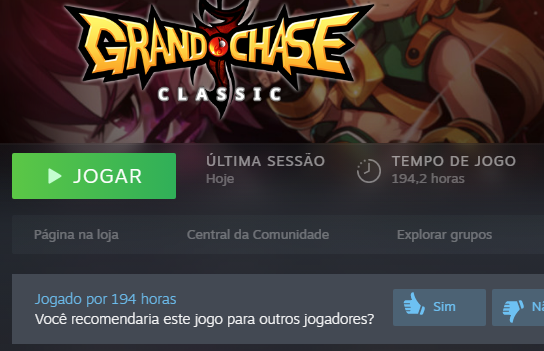 GRAND CHASE
CLASSIC
JOGAR
ÚLTIMA SESSÃO
Hoje
TEMPO DE JOGO
194,2 horas
Página na loja
Central da Comunidade
Explorar grupos
Jogado por 194 horas
Você recomendaria este jogo para outros jogadores?
Sim